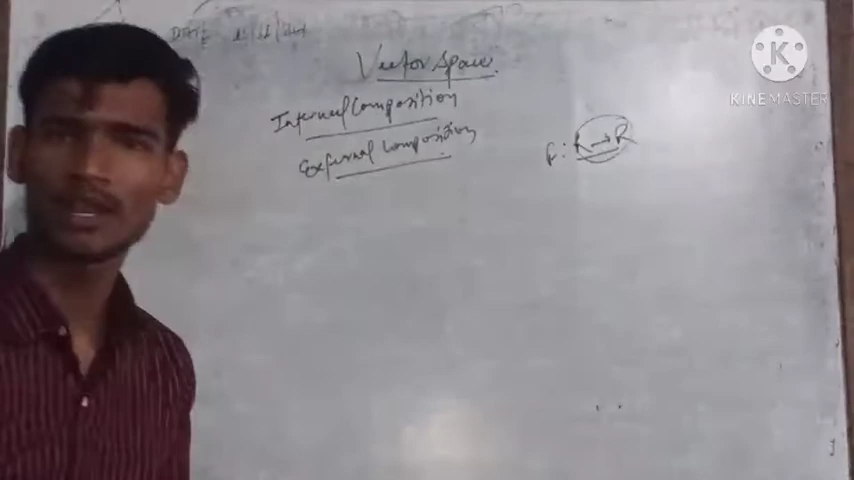 DATE
Vector Space
Internal Composition
External Composition
f: R → R
KINEMASTER